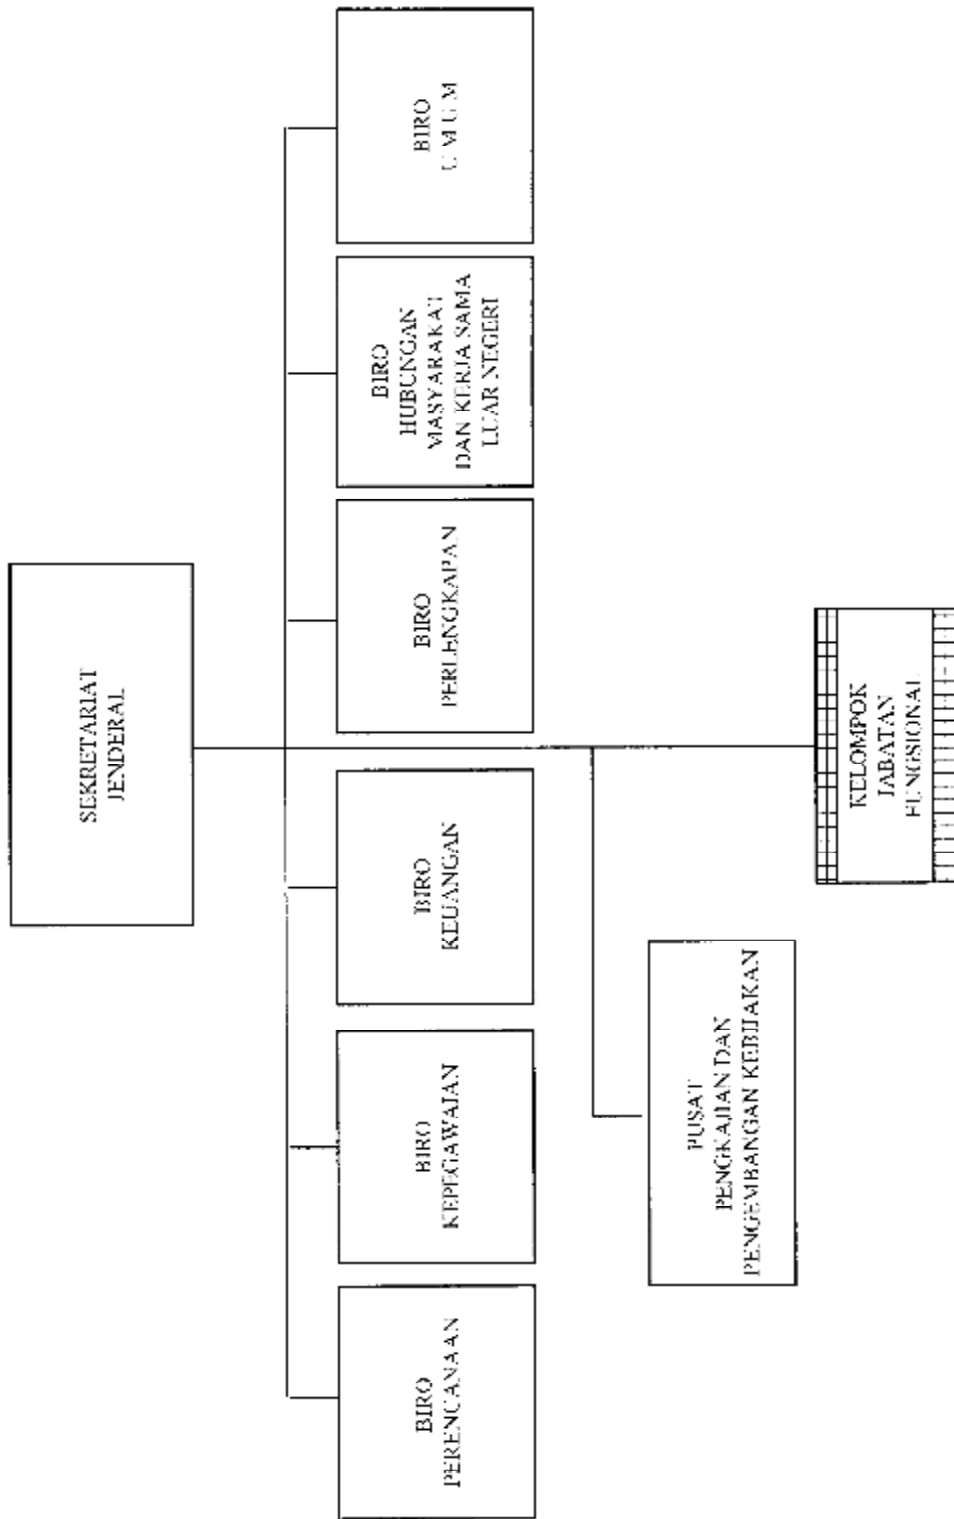 SEKRETARIAT
JENDERAL
BIRO
PERENCANAAN
BIRO
KEPEGAWAIAN
BIRO
KEUANGAN
BIRO
PERLENGKAPAN
BIRO
HUBUNGAN
MASYARAKAT
DAN KERJA SAMA
LUAR NEGERI
BIRO
U M U M
PUSAT
PENGKAJIAN DAN
PENGEMBANGAN KEBIJAKAN
KELOMPOK
JABATAN
FUNGSIONAL